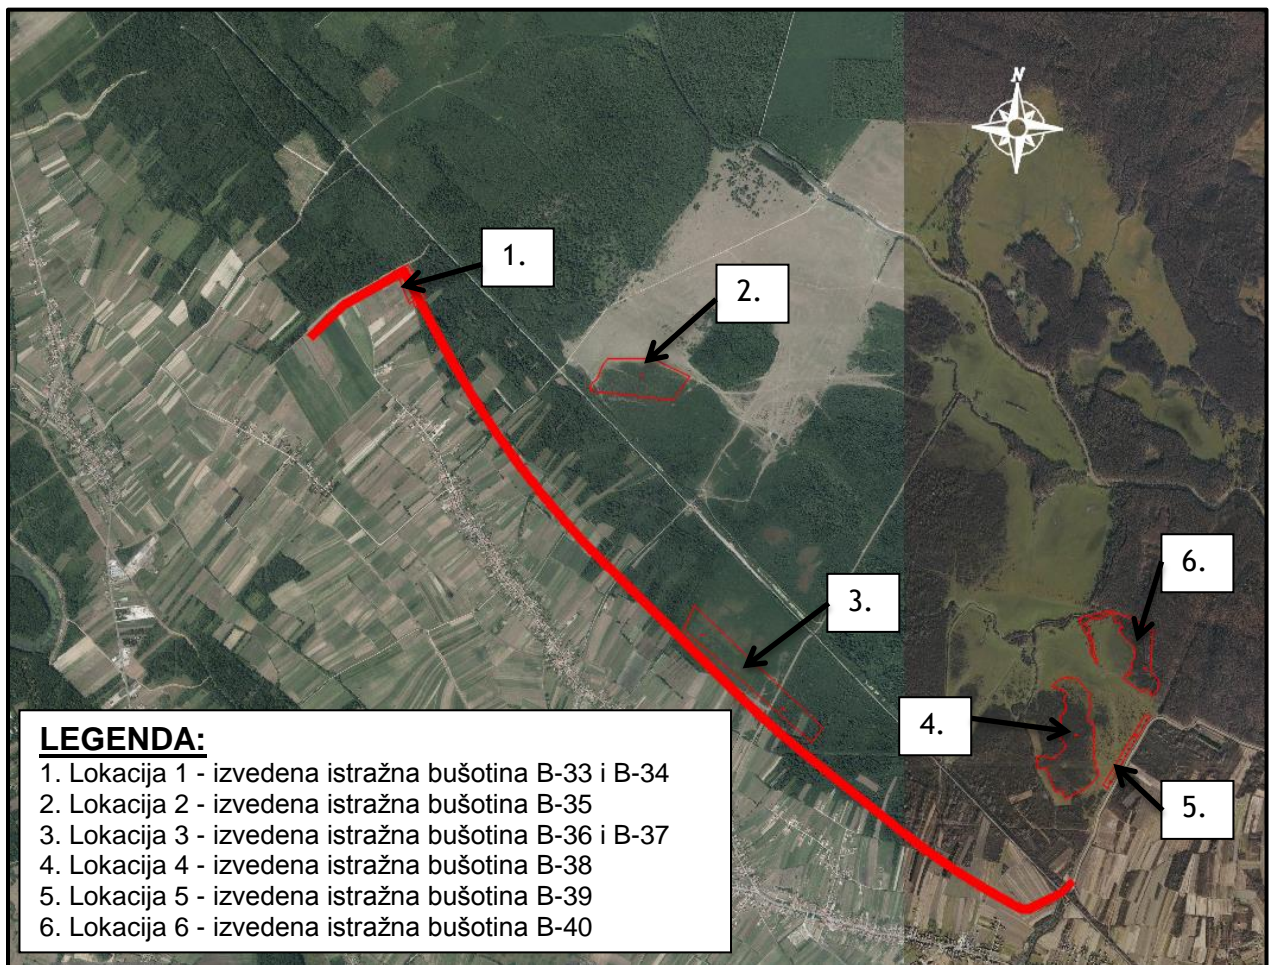 N
1.
2.
3.
6.
4.
5.
LEGENDA:
1. Lokacija 1 - izvedena istražna bušotina B-33 i B-34
2. Lokacija 2 - izvedena istražna bušotina B-35
3. Lokacija 3 - izvedena istražna bušotina B-36 i B-37
4. Lokacija 4 - izvedena istražna bušotina B-38
5. Lokacija 5 - izvedena istražna bušotina B-39
6. Lokacija 6 - izvedena istražna bušotina B-40